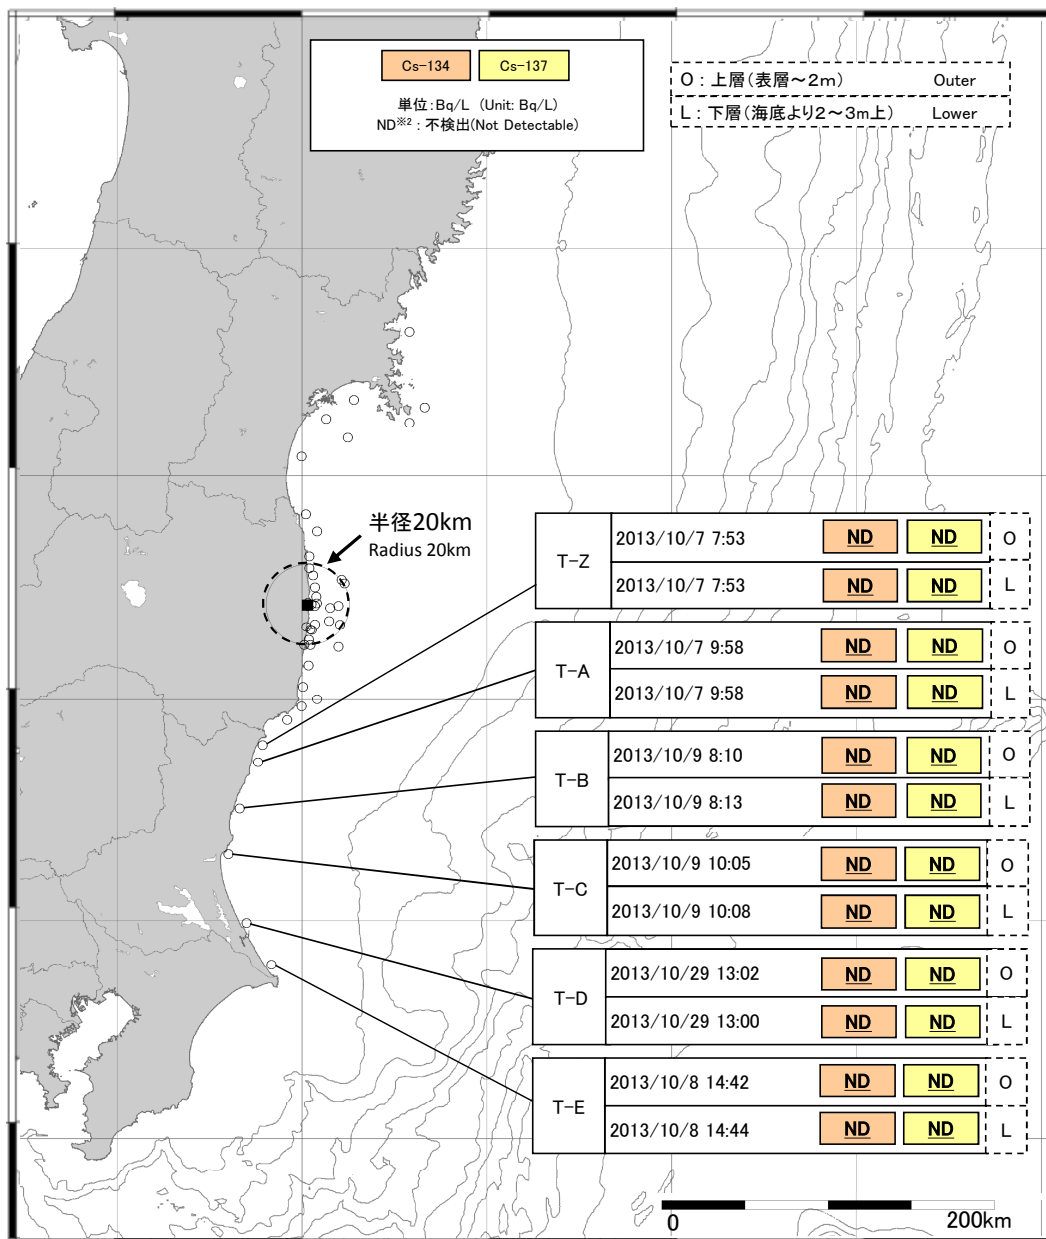 Cs-134 Cs-137
単位:Bq/L (Unit: Bq/L)
ND※2 : 不検出(Not Detectable)
O : 上層(表層～2m) Outer
L : 下層(海底より2～3m上) Lower
半径20km
Radius 20km
T-Z
2013/10/7 7:53 ND ND O
2013/10/7 7:53 ND ND L
T-A
2013/10/7 9:58 ND ND O
2013/10/7 9:58 ND ND L
T-B
2013/10/9 8:10 ND ND O
2013/10/9 8:13 ND ND L
T-C
2013/10/9 10:05 ND ND O
2013/10/9 10:08 ND ND L
T-D
2013/10/29 13:02 ND ND O
2013/10/29 13:00 ND ND L
T-E
2013/10/8 14:42 ND ND O
2013/10/8 14:44 ND ND L
0 200km